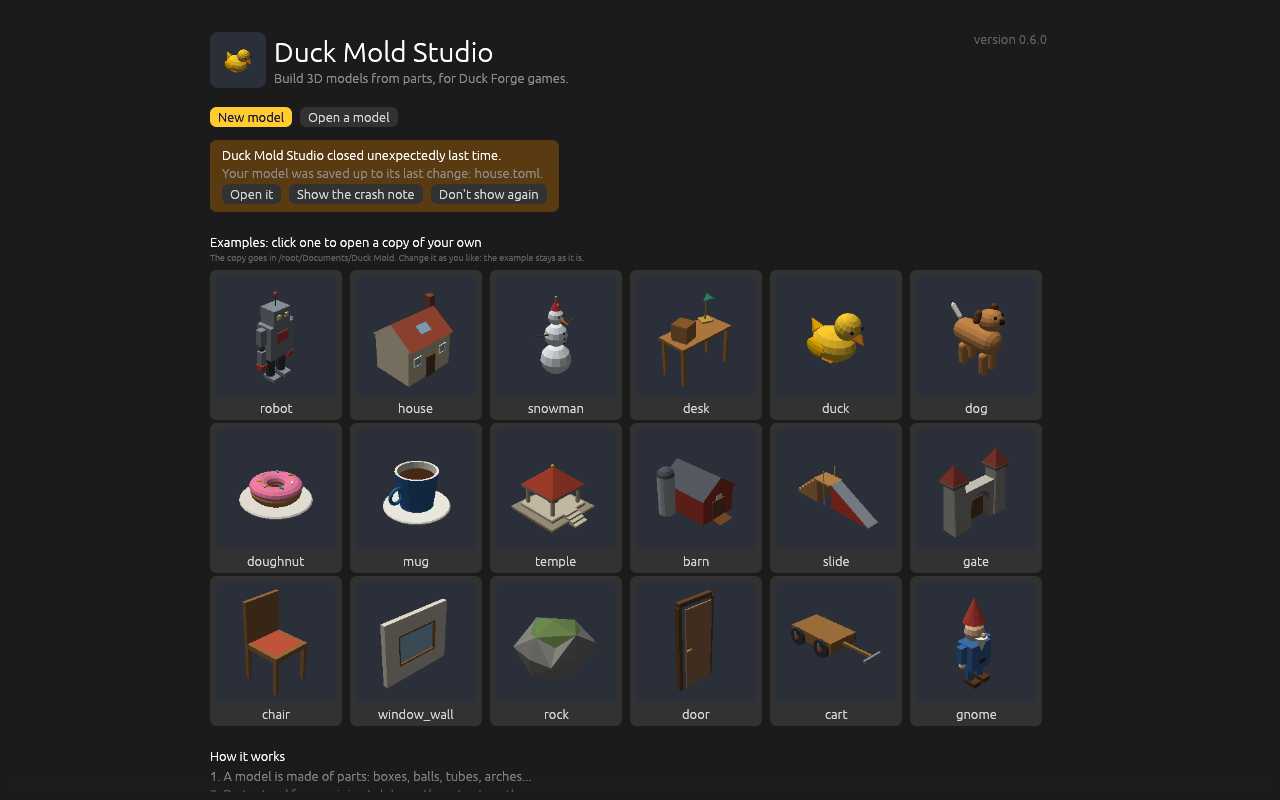 Duck Mold Studio
version 0.6.0
Build 3D models from parts, for Duck Forge games.
New model Open a model
Duck Mold Studio closed unexpectedly last time.
Your model was saved up to its last change: house.toml.
Open it Show the crash note Don't show again
Examples: click one to open a copy of your own
The copy goes in /root/Documents/Duck Mold. Change it as you like: the example stays as it is.
robot house snowman desk duck dog
doughnut mug temple barn slide gate
chair window_wall rock door cart gnome
How it works
1. A model is made of parts: boxes, balls, tubes, arches...